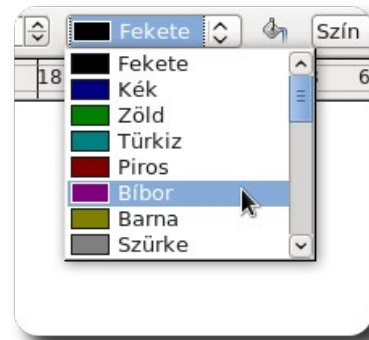 Fekete
Szín
18
6
Fekete
Kék
Zöld
Türkiz
Piros
Bíbor
Barna
Szürke